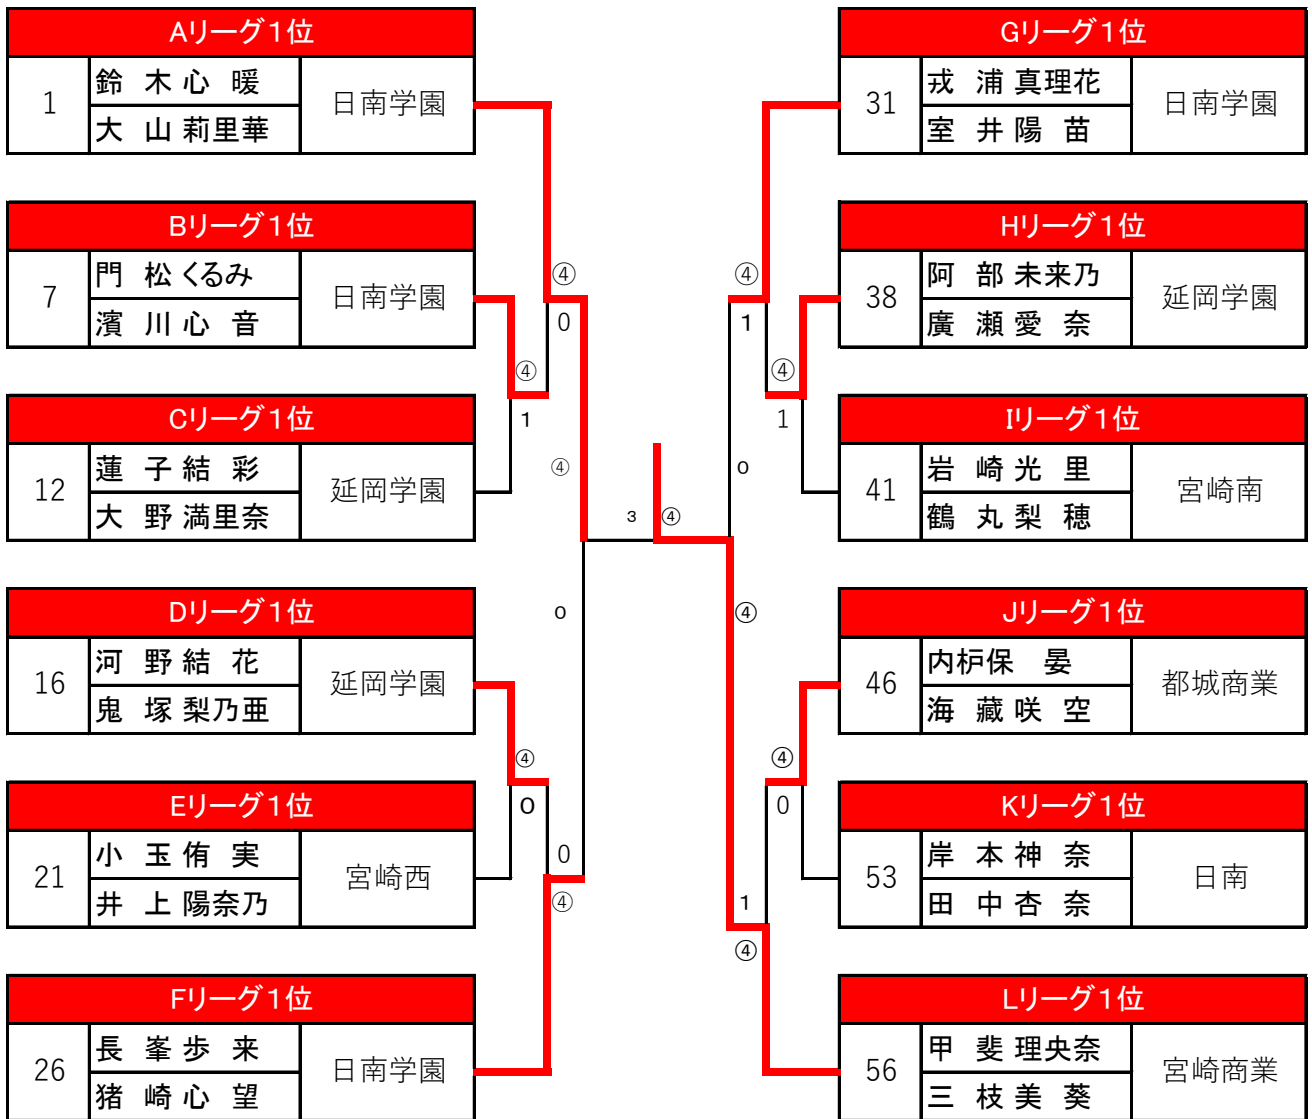 Aリーグ１位
1 鈴 木 心 暖 日南学園
大 山 莉里華
Bリーグ１位
7 門 松 くるみ 日南学園
濱 川 心 音
Cリーグ１位
12 蓮 子 結 彩 延岡学園
大 野 満里奈
Dリーグ１位
16 河 野 結 花 延岡学園
鬼 塚 梨乃亜
Eリーグ１位
21 小 玉 侑 実 宮崎西
井 上 陽奈乃
Fリーグ１位
26 長 峯 歩 来 日南学園
猪 崎 心 望
④
0
④
1
④
0
④
0
0
④
3 ④
④
1
④
1
0
④
④
0
1
④
Gリーグ１位
31 戎 浦 真理花 日南学園
室 井 陽 苗
Hリーグ１位
38 阿 部 未来乃 延岡学園
廣 瀬 愛 奈
Iリーグ１位
41 岩 崎 光 里 宮崎南
鶴 丸 梨 穂
Jリーグ１位
46 内枦保 晏 都城商業
海 藏 咲 空
Kリーグ１位
53 岸 本 神 奈 日南
田 中 杏 奈
Lリーグ１位
56 甲 斐 理央奈 宮崎商業
三 枝 美 葵